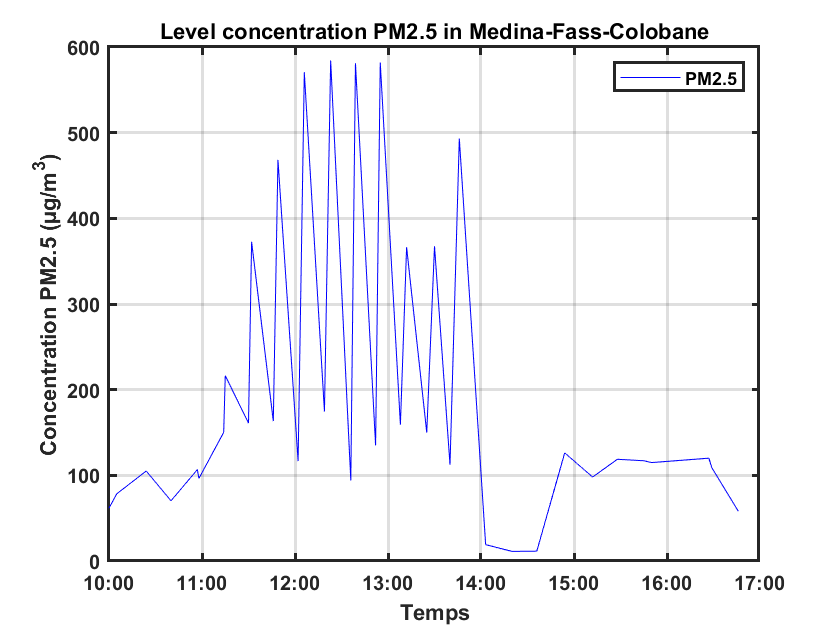 Level concentration PM2.5 in Medina-Fass-Colobane
PM2.5
Concentration PM2.5 (µg/m³)
600
500
400
300
200
100
0
10:00 11:00 12:00 13:00 14:00 15:00 16:00 17:00
Temps